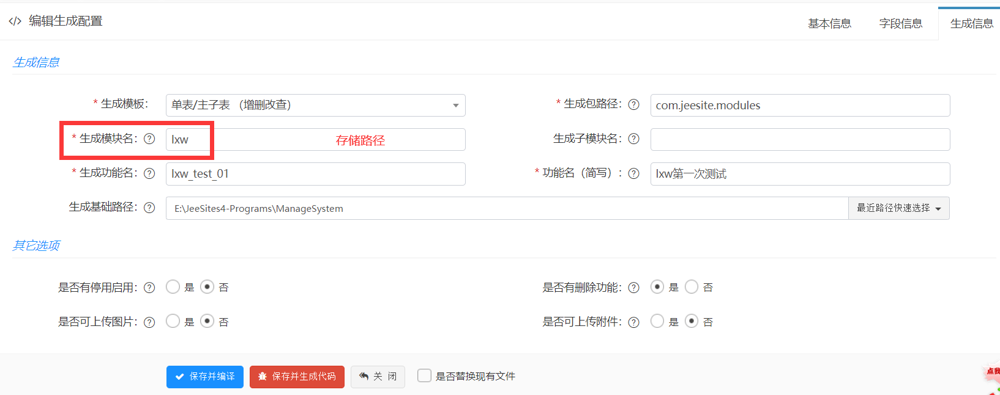 </> 编辑生成配置 基本信息 字段信息 生成信息
生成信息
* 生成模板： 单表/主子表 （增删改查） * 生成包路径： ? com.jeesite.modules
* 生成模块名： ? lxw 存储路径 生成子模块名： ?
* 生成功能名： ? lxw_test_01 * 功能名（简写）： ? lxw第一次测试
生成基础路径： ? E:\JeeSites4-Programs\ManageSystem 最近路径快速选择
其它选项
是否有停用启用： ? 是 否 是否有删除功能： ? 是 否
是否可上传图片： ? 是 否 是否可上传附件： ? 是 否
保存并编译 保存并生成代码 关 闭 是否替换现有文件
点我